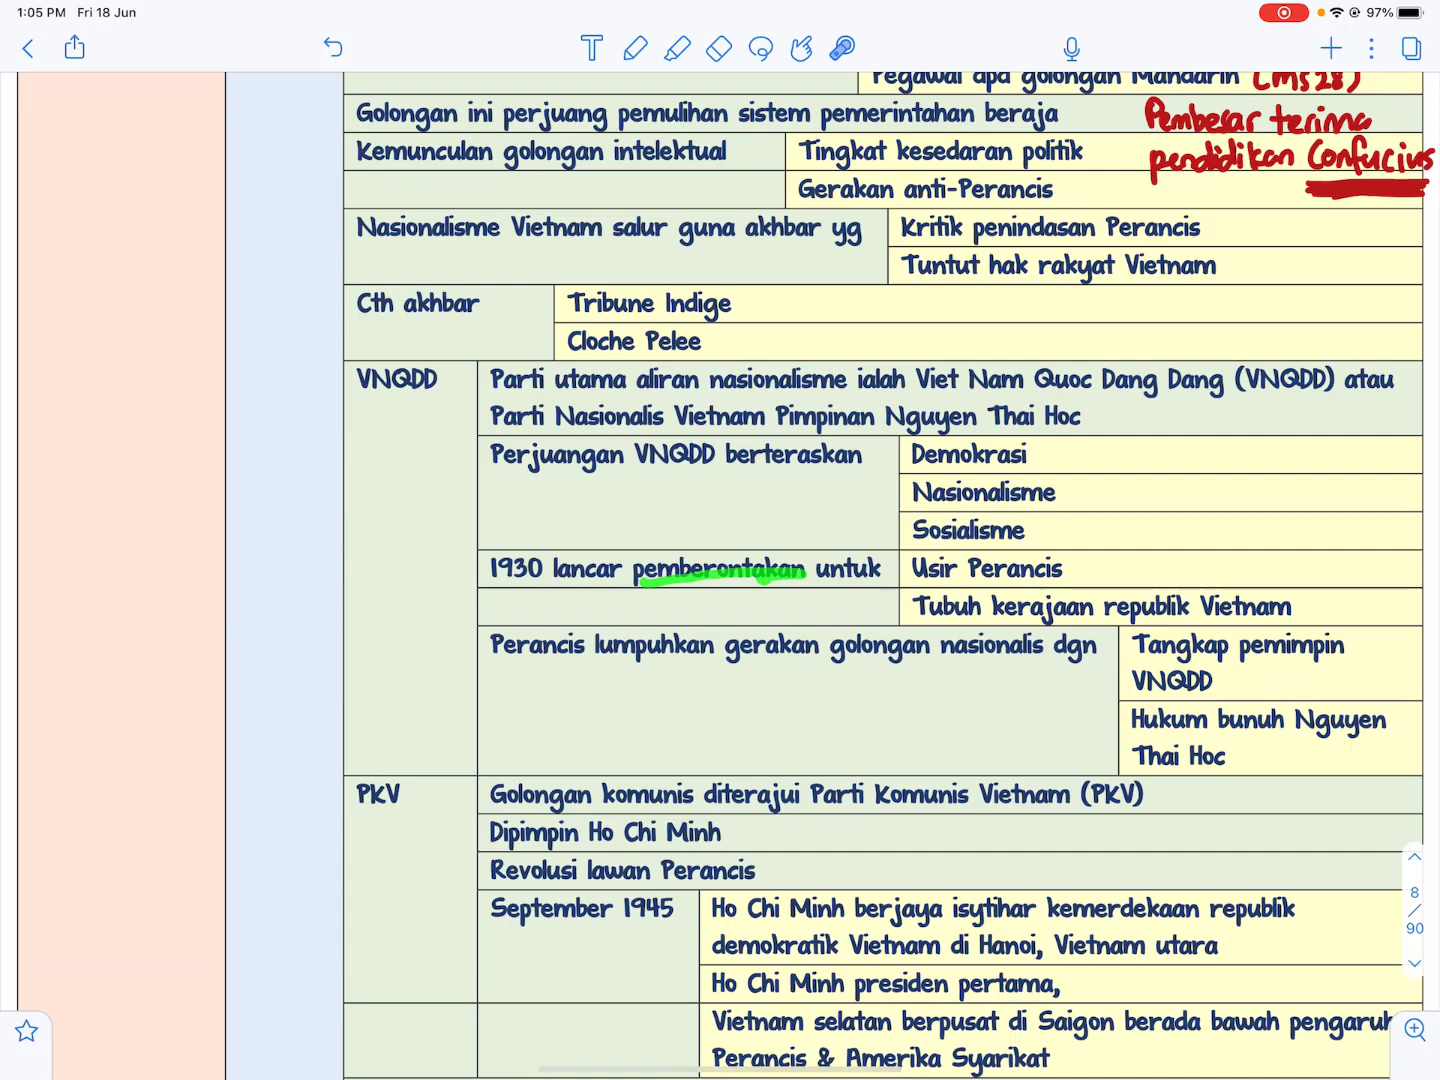 1:05 PM Fri 18 Jun
97%
Pegawai dpd golongan Mandarin (ms 28)
Golongan ini perjuang pemulihan sistem pemerintahan beraja
Pembesar terima
pendidikan Confucius
Kemunculan golongan intelektual
Tingkat kesedaran politik
Gerakan anti-Perancis
Nasionalisme Vietnam salur guna akhbar yg
Kritik penindasan Perancis
Tuntut hak rakyat Vietnam
Cth akhbar
Tribune Indige
Cloche Pelee
VNQDD
Parti utama aliran nasionalisme ialah Viet Nam Quoc Dang Dang (VNQDD) atau
Parti Nasionalis Vietnam Pimpinan Nguyen Thai Hoc
Perjuangan VNQDD berteraskan
Demokrasi
Nasionalisme
Sosialisme
1930 lancar pemberontakan untuk
Usir Perancis
Tubuh kerajaan republik Vietnam
Perancis lumpuhkan gerakan golongan nasionalis dgn
Tangkap pemimpin
VNQDD
Hukum bunuh Nguyen
Thai Hoc
PKV
Golongan komunis diterajui Parti Komunis Vietnam (PKV)
Dipimpin Ho Chi Minh
Revolusi lawan Perancis
September 1945
Ho Chi Minh berjaya isytihar kemerdekaan republik
demokratik Vietnam di Hanoi, Vietnam utara
Ho Chi Minh presiden pertama,
Vietnam selatan berpusat di Saigon berada bawah pengaruh
Perancis & Amerika Syarikat
8
/
90